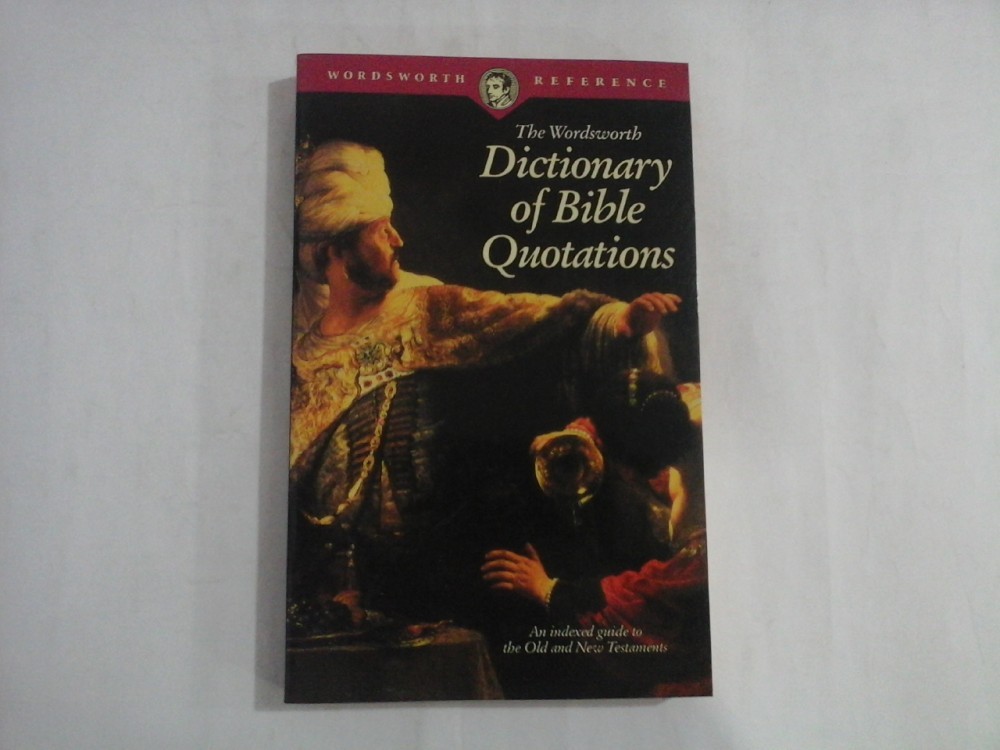 WORDSWORTH REFERENCE
The Wordsworth
Dictionary
of Bible
Quotations
An indexed guide to
the Old and New Testaments